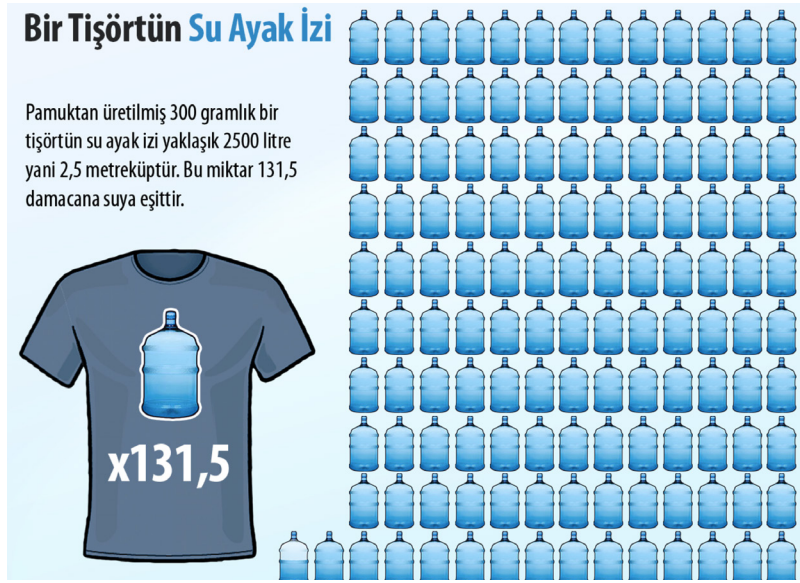 Bir Tişörtün Su Ayak İzi
Pamuktan üretilmiş 300 gramlık bir
tişörtün su ayak izi yaklaşık 2500 litre
yani 2,5 metreküptür. Bu miktar 131,5
damacana suya eşittir.
x131,5